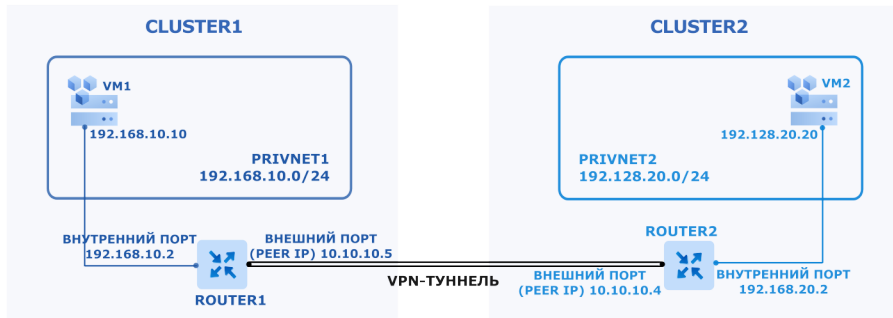 CLUSTER1
VM1
192.168.10.10
PRIVNET1
192.168.10.0/24
ВНУТРЕННИЙ ПОРТ
192.168.10.2
ВНЕШНИЙ ПОРТ
(PEER IP) 10.10.10.5
ROUTER1
VPN-ТУННЕЛЬ
CLUSTER2
VM2
192.128.20.20
PRIVNET2
192.128.20.0/24
ROUTER2
ВНЕШНИЙ ПОРТ
(PEER IP) 10.10.10.4
ВНУТРЕННИЙ ПОРТ
192.168.20.2